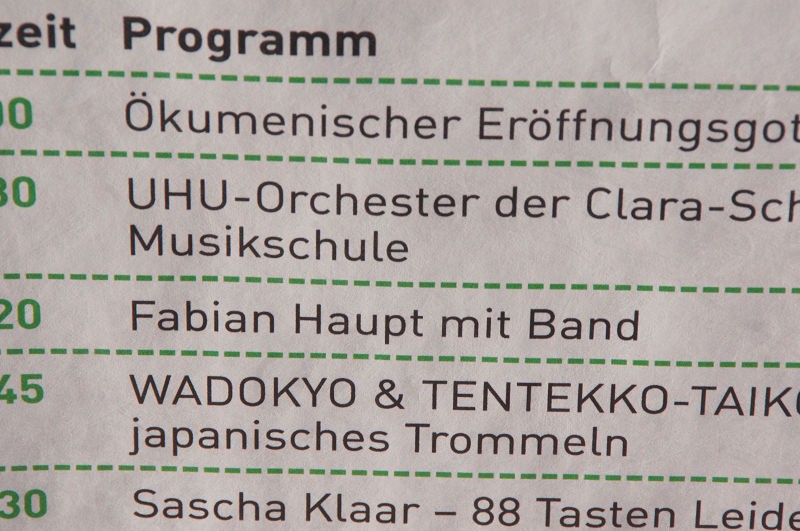 zeit Programm
00 Ökumenischer Eröffnungsgot
30 UHU-Orchester der Clara-Sch
Musikschule
20 Fabian Haupt mit Band
45 WADOKYO & TENTEKKO-TAIKO
japanisches Trommeln
30 Sascha Klaar – 88 Tasten Leide